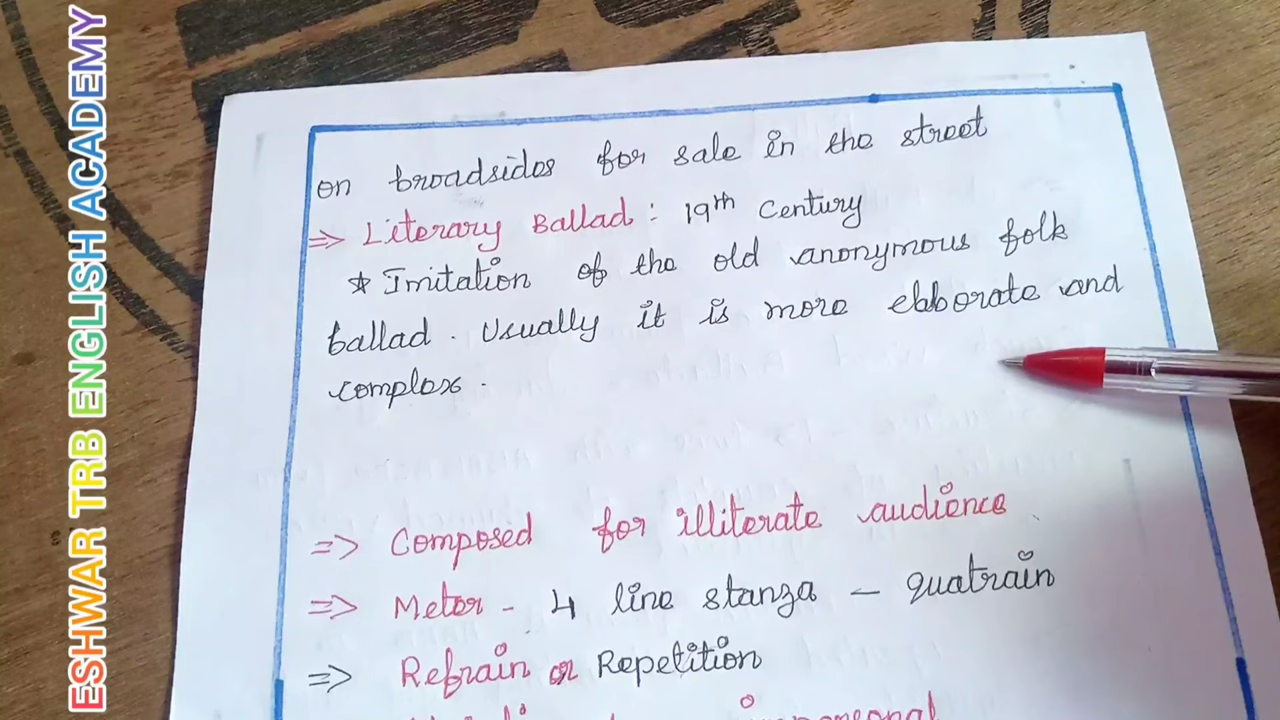 ESHWAR TRB ENGLISH ACADEMY
on broadsides for sale in the street
⇒ Literary Ballad : 19th Century
★ Imitation of the old anonymous folk
ballad. Usually it is more elaborate and
complex.
=> Composed for illiterate audience
=> Meter - 4 line stanza - quatrain
=> Refrain or Repetition
impersonal